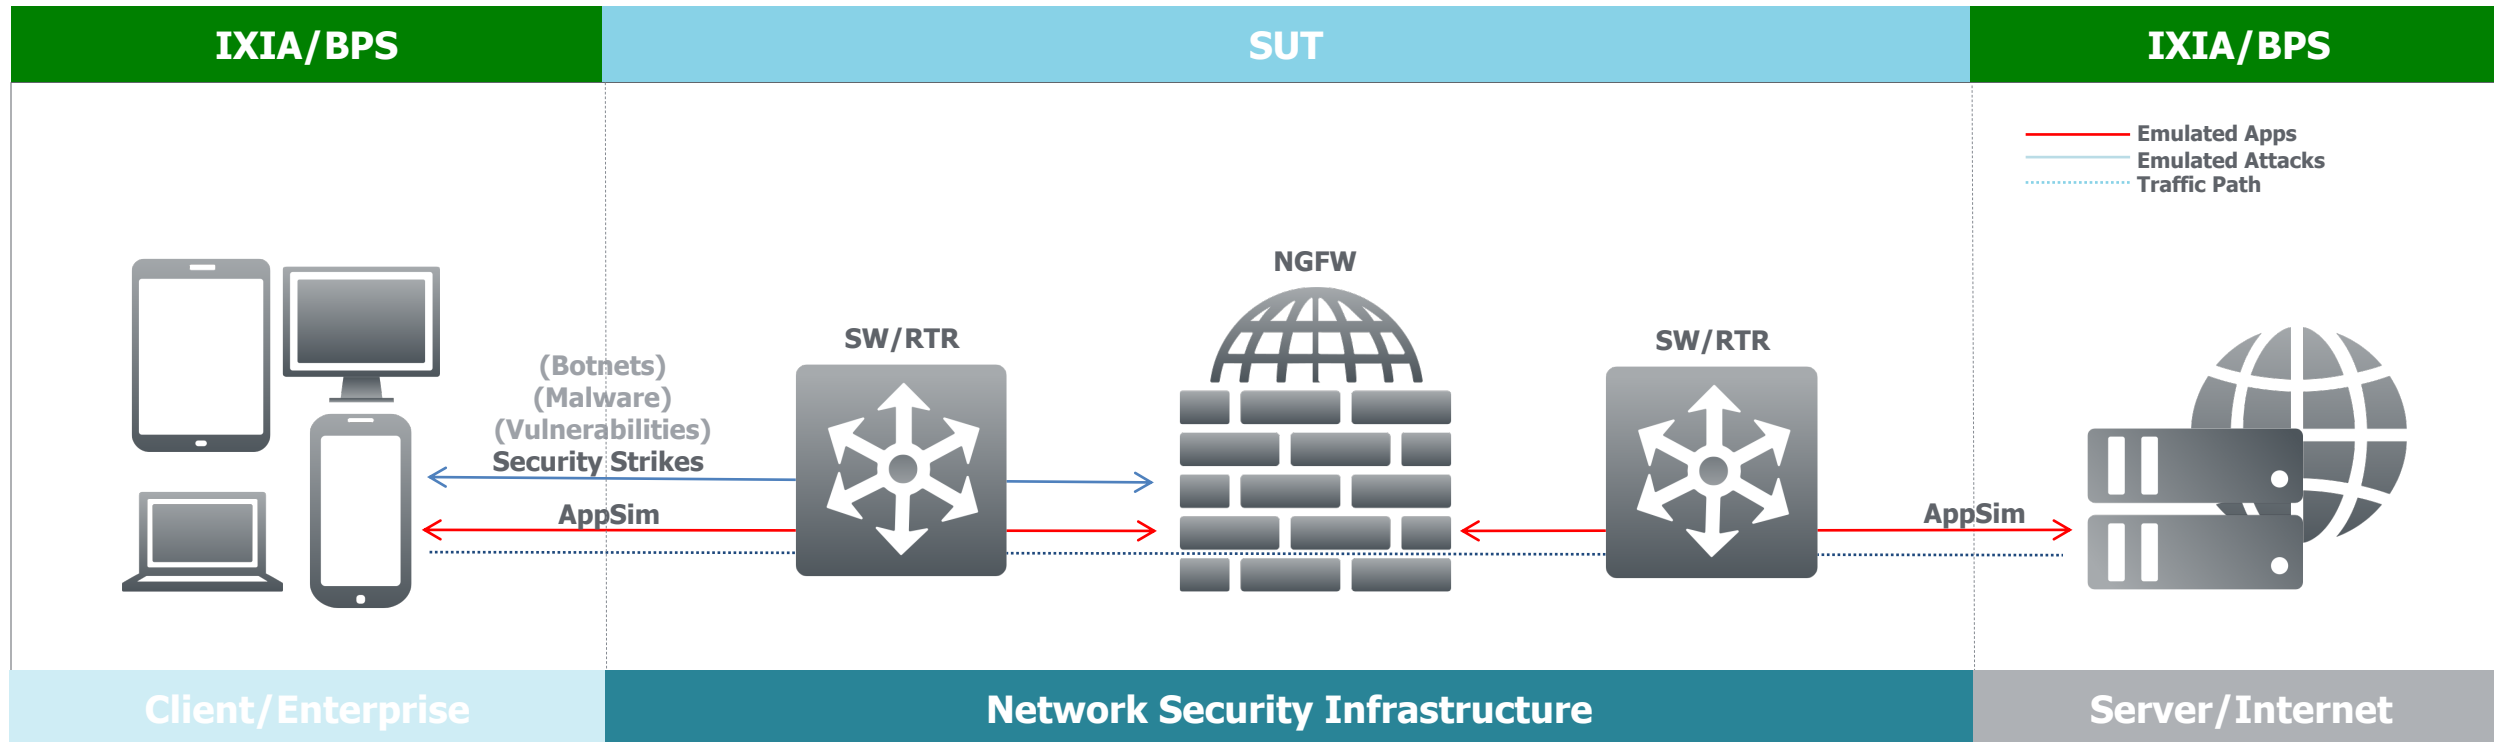 IXIA/BPS
SUT
IXIA/BPS
Emulated Apps
Emulated Attacks
Traffic Path
NGFW
SW/RTR
SW/RTR
(Botnets)
(Malware)
(Vulnerabilities)
Security Strikes
AppSim
AppSim
Client/Enterprise
Network Security Infrastructure
Server/Internet